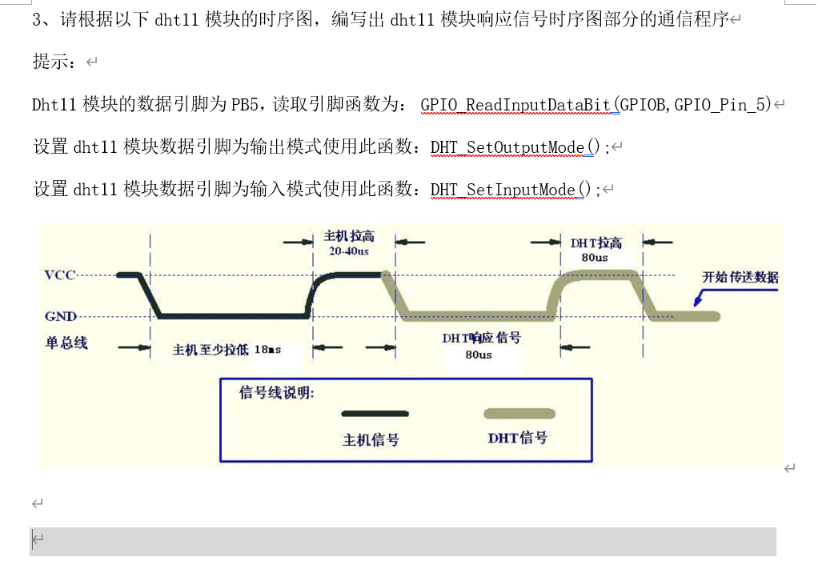 3、请根据以下 dht11 模块的时序图，编写出 dht11 模块响应信号时序图部分的通信程序
提示：
Dht11 模块的数据引脚为 PB5，读取引脚函数为： GPIO_ReadInputDataBit(GPIOB,GPIO_Pin_5)
设置 dht11 模块数据引脚为输出模式使用此函数：DHT_SetOutputMode();
设置 dht11 模块数据引脚为输入模式使用此函数：DHT_SetInputMode();
主机拉高
20-40us
DHT拉高
80us
VCC
开始传送数据
GND
单总线
主机至少拉低 18ms
DHT响应信号
80us
信号线说明:
主机信号
DHT信号